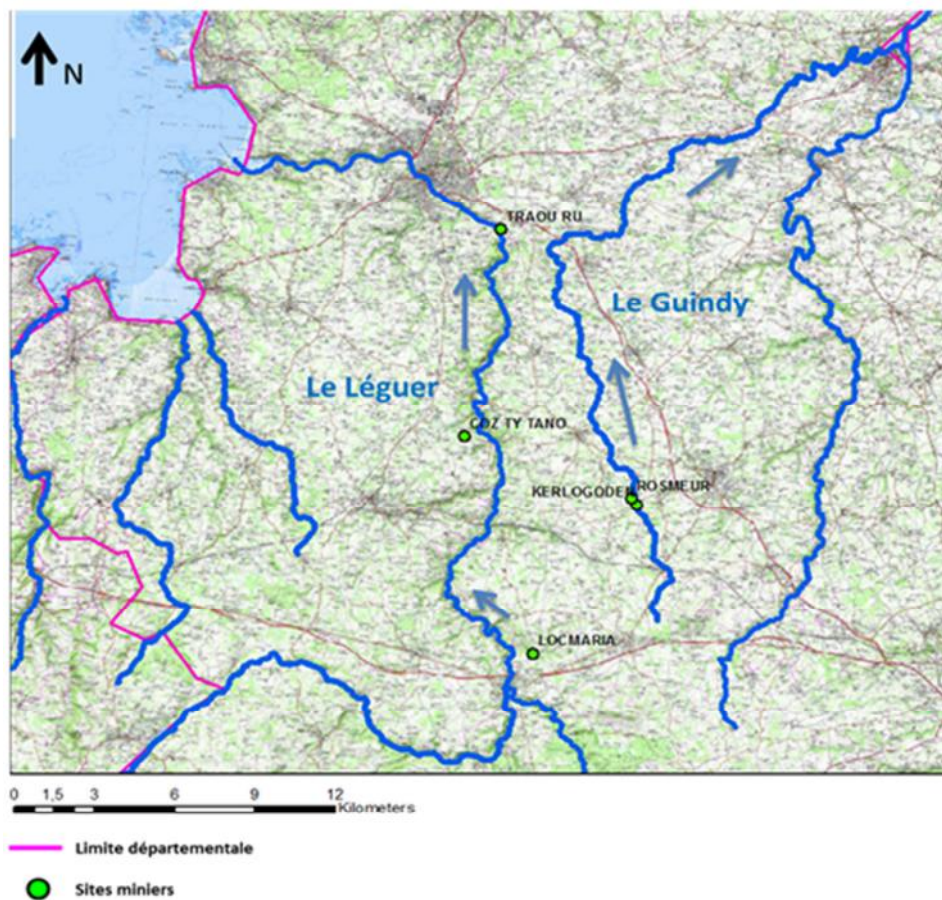 N
TRAOU RU
Le Guindy
Le Léguer
COZ TY TANO
ROSMEUR
KERLOGODEN
LOCMARIA
0 1,5 3 6 9 12
Kilometers
Limite départementale
Sites miniers